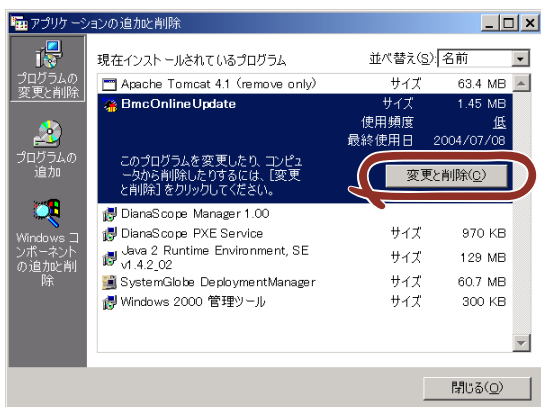 アプリケーションの追加と削除
現在インストールされているプログラム 並べ替え(S): 名前
プログラムの
変更と削除
プログラムの
追加
Windows コ
ンポーネント
の追加と削
除
Apache Tomcat 4.1 (remove only) サイズ 63.4 MB
BmcOnlineUpdate サイズ 1.45 MB
使用頻度 低
最終使用日 2004/07/08
このプログラムを変更したり、コンピュ
ータから削除したりするには、[変更
と削除] をクリックしてください。
変更と削除(C)
DianaScope Manager 1.00
DianaScope PXE Service サイズ 970 KB
Java 2 Runtime Environment, SE
v1.4.2_02 サイズ 129 MB
SystemGlobe DeploymentManager サイズ 60.7 MB
Windows 2000 管理ツール サイズ 300 KB
閉じる(O)